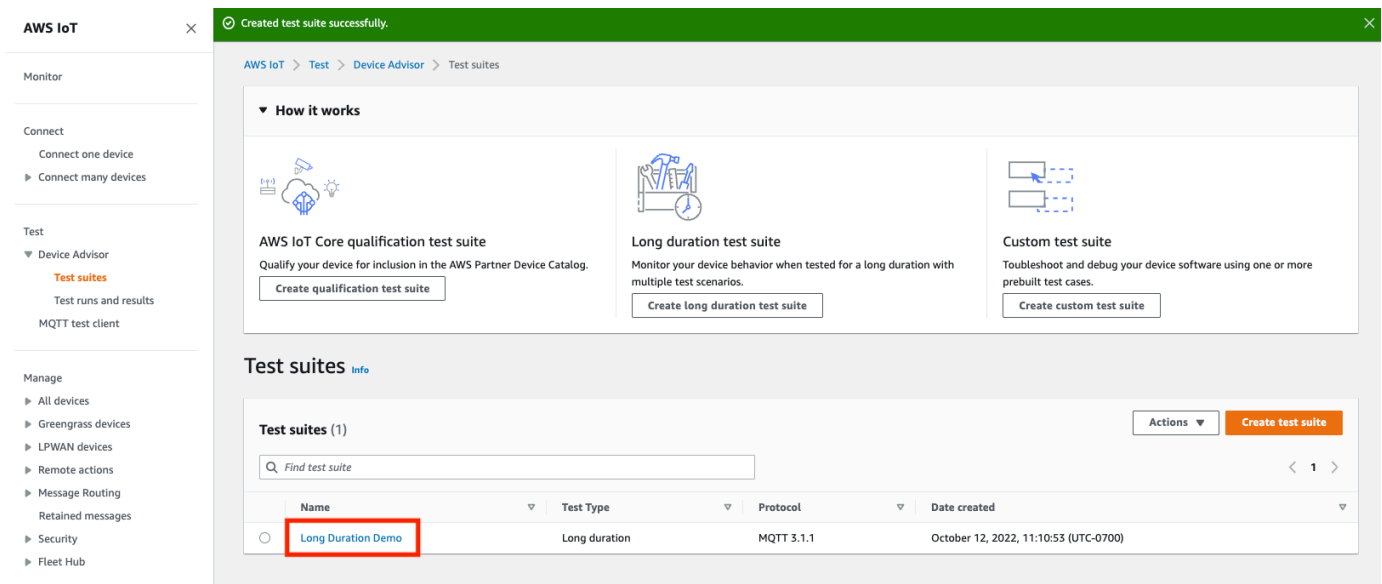 AWS IoT
Created test suite successfully.
AWS IoT > Test > Device Advisor > Test suites
Monitor
Connect
Connect one device
Connect many devices
Test
Device Advisor
Test suites
Test runs and results
MQTT test client
Manage
All devices
Greengrass devices
LPWAN devices
Remote actions
Message Routing
Retained messages
Security
Fleet Hub
How it works
AWS IoT Core qualification test suite
Qualify your device for inclusion in the AWS Partner Device Catalog.
Create qualification test suite
Long duration test suite
Monitor your device behavior when tested for a long duration with
multiple test scenarios.
Create long duration test suite
Custom test suite
Toubleshoot and debug your device software using one or more
prebuilt test cases.
Create custom test suite
Test suites Info
Test suites (1)
Actions
Create test suite
Find test suite
< 1 >
Name Test Type Protocol Date created
Long Duration Demo Long duration MQTT 3.1.1 October 12, 2022, 11:10:53 (UTC-0700)